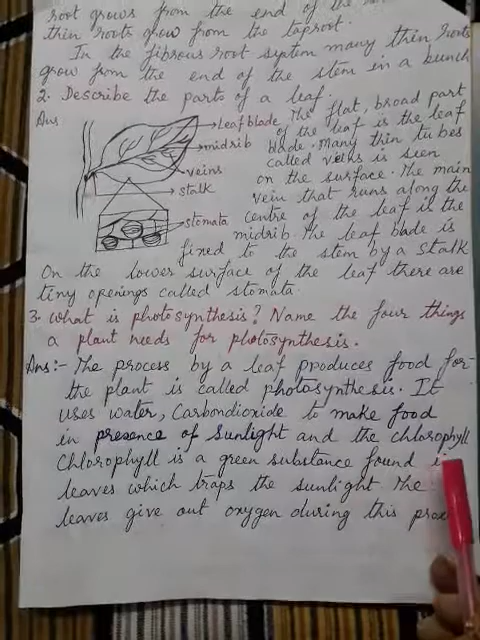 root grows from the end of the
thin roots grow from the taproot.
In the fibrous root system many thin roots
grow from the end of the stem in a bunch
2. Describe the parts of a leaf.
Ans
Leaf blade
midrib
veins
stalk
stomata
The flat, broad part
of the leaf is the leaf
blade. Many thin tubes
called veins is seen
on the surface. The main
vein that runs along the
centre of the leaf is the
midrib. The leaf bade is
fixed to the stem by a stalk
On the lower surface of the leaf there are
tiny openings called stomata.
3. What is photosynthesis? Name the four things
a plant needs for photosynthesis.
Ans:- The process by a leaf produces food for
the plant is called photosynthesis. It
uses water, Carbondioxide to make food
in presence of sunlight and the chlorophyll
Chlorophyll is a green substance found
leaves which traps the sunlight The
leaves give out oxygen during this